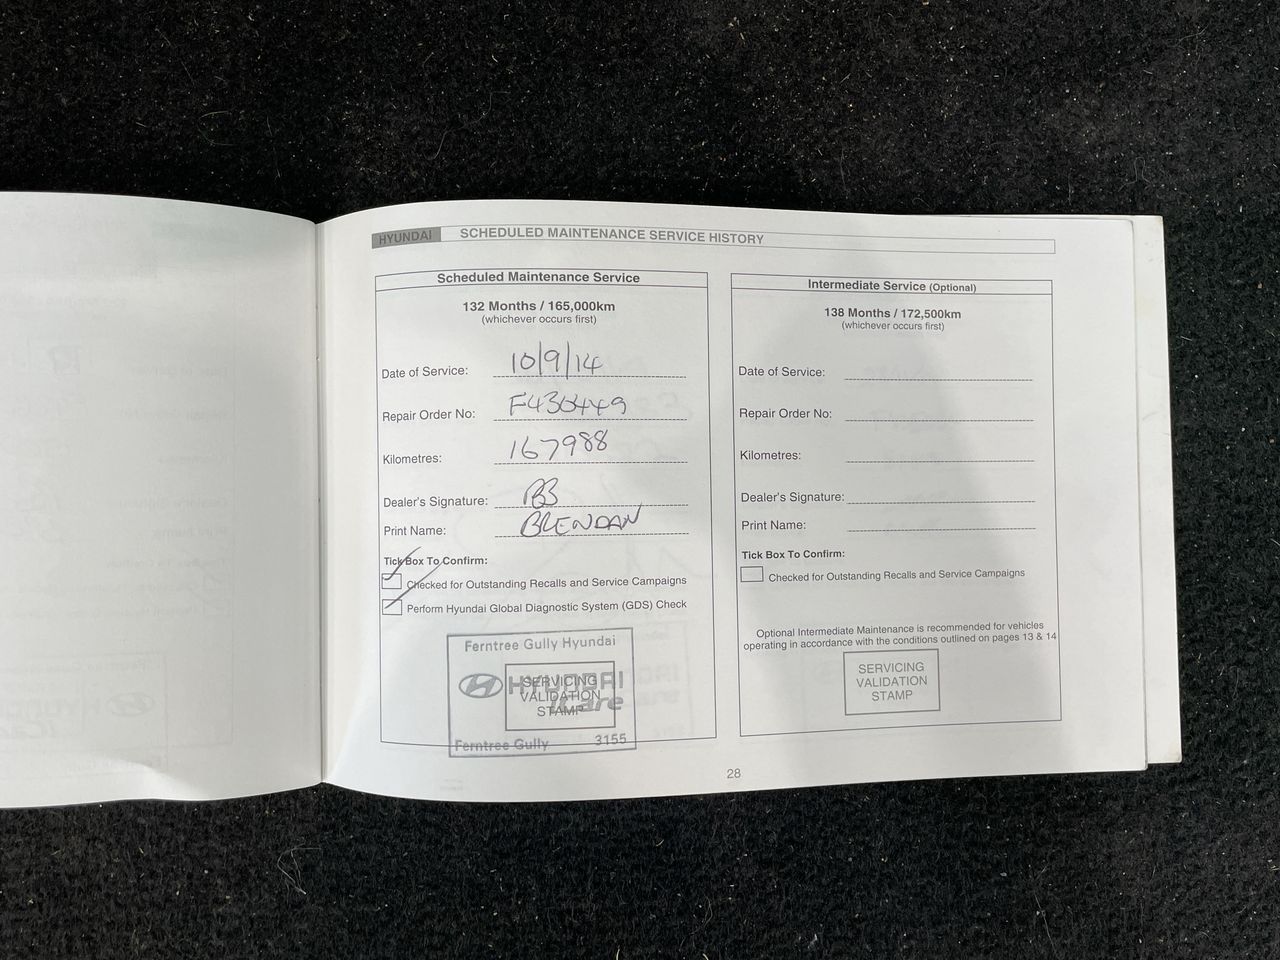 HYUNDAI SCHEDULED MAINTENANCE SERVICE HISTORY
Scheduled Maintenance Service
132 Months / 165,000km
(whichever occurs first)
Date of Service: 10/9/14
Repair Order No: F430449
Kilometres: 167988
Dealer's Signature: BB
Print Name: BRENDAN
Tick Box To Confirm:
Checked for Outstanding Recalls and Service Campaigns
Perform Hyundai Global Diagnostic System (GDS) Check
Ferntree Gully Hyundai
HYUNDAI
iCare
SERVICING
VALIDATION
STAMP
Ferntree Gully 3155
Intermediate Service (Optional)
138 Months / 172,500km
(whichever occurs first)
Date of Service:
Repair Order No:
Kilometres:
Dealer's Signature:
Print Name:
Tick Box To Confirm:
Checked for Outstanding Recalls and Service Campaigns
Optional Intermediate Maintenance is recommended for vehicles
operating in accordance with the conditions outlined on pages 13 & 14
SERVICING
VALIDATION
STAMP
28